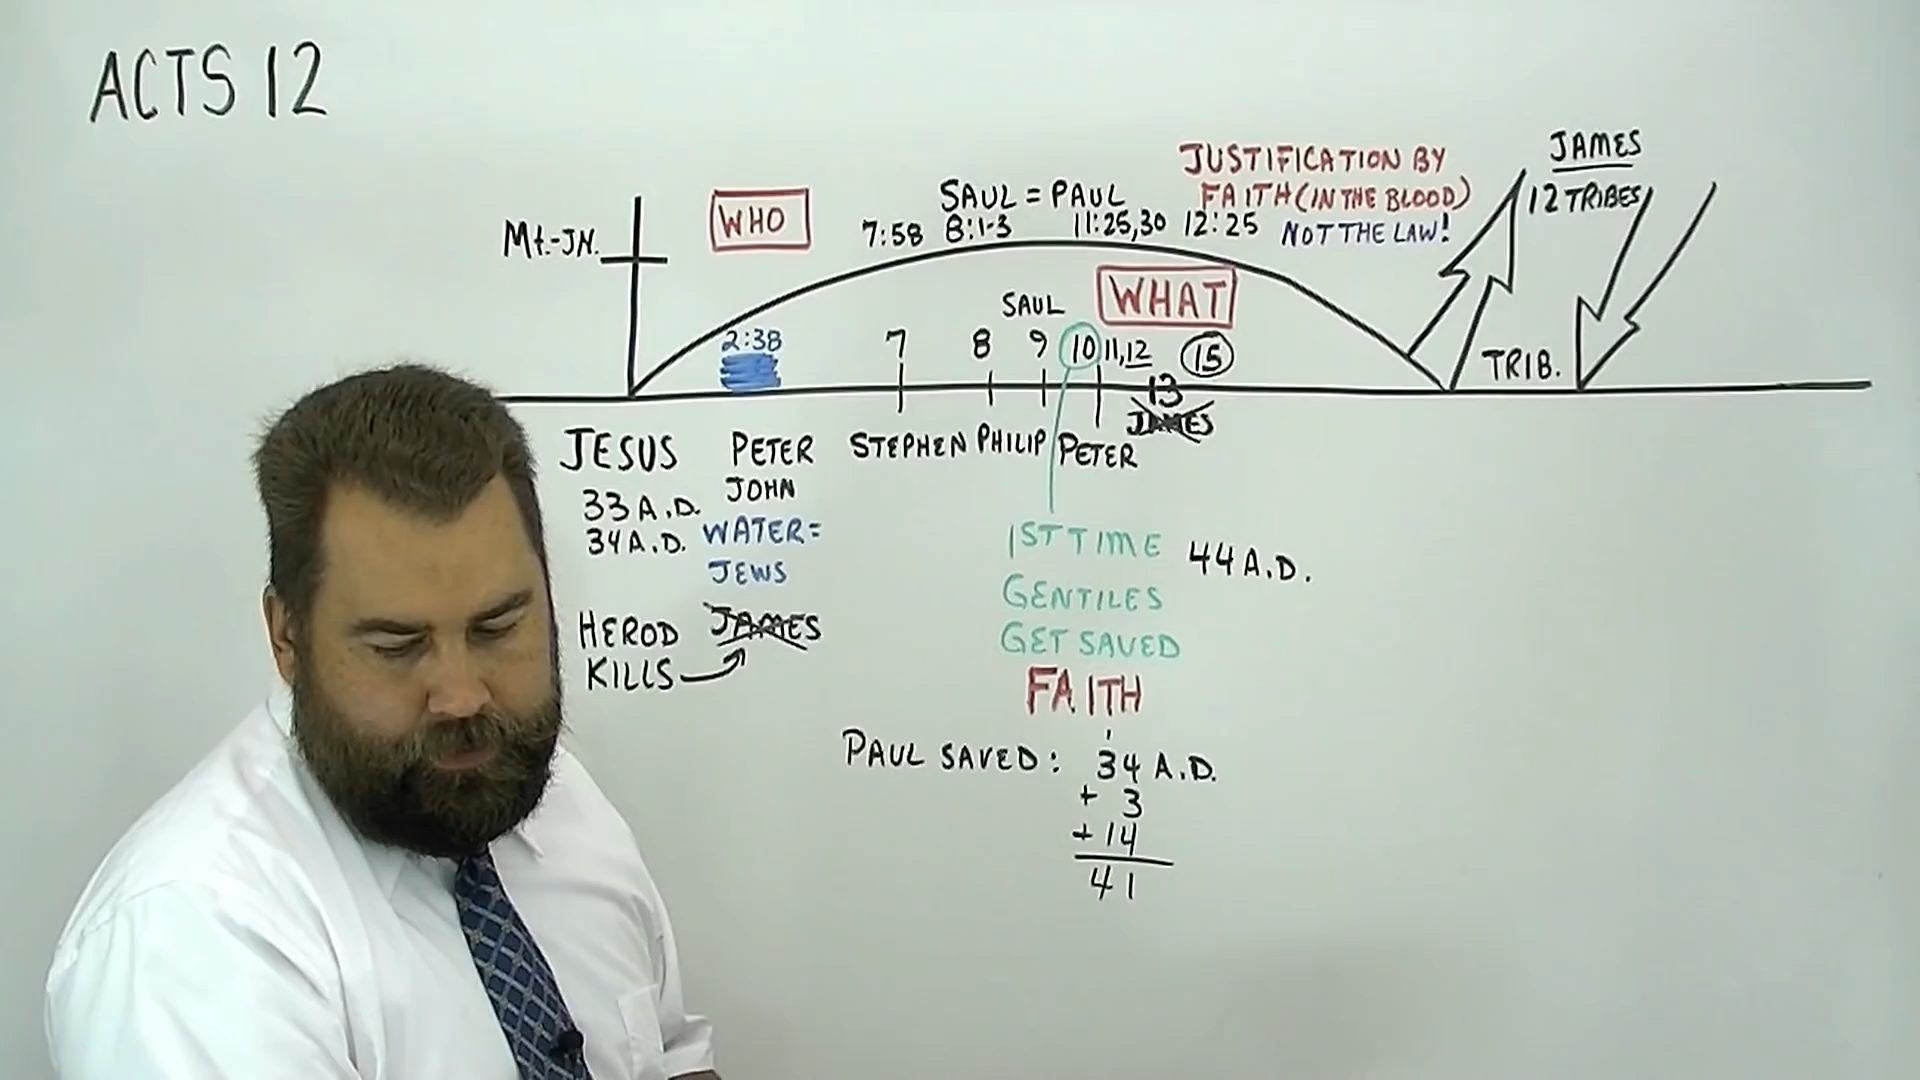 ACTS 12
JAMES
12 TRIBES
JUSTIFICATION BY
FAITH (IN THE BLOOD)
NOT THE LAW!
SAUL = PAUL
7:58 8:1-3 11:25,30 12:25
WHO
Mt.-JN.
WHAT
SAUL
2:38
7 8 9 10 11,12 15
13
TRIB.
JAMES
JESUS
33 A.D.
34 A.D.
PETER
JOHN
WATER =
JEWS
HEROD
KILLS
JAMES
STEPHEN PHILIP PETER
1ST TIME
GENTILES
GET SAVED
44 A.D.
FAITH
PAUL SAVED: 34 A.D.
+ 3
+ 14
41